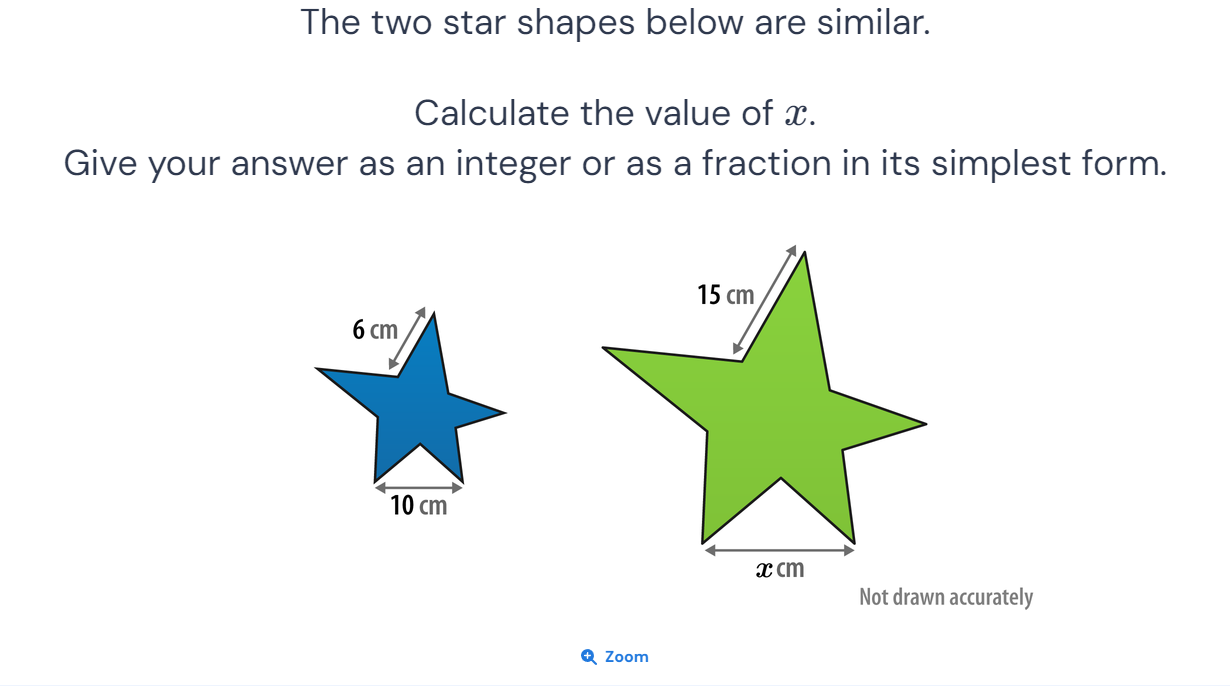 The two star shapes below are similar.
Calculate the value of x.
Give your answer as an integer or as a fraction in its simplest form.
15 cm
6 cm
10 cm
x cm
Not drawn accurately
Zoom